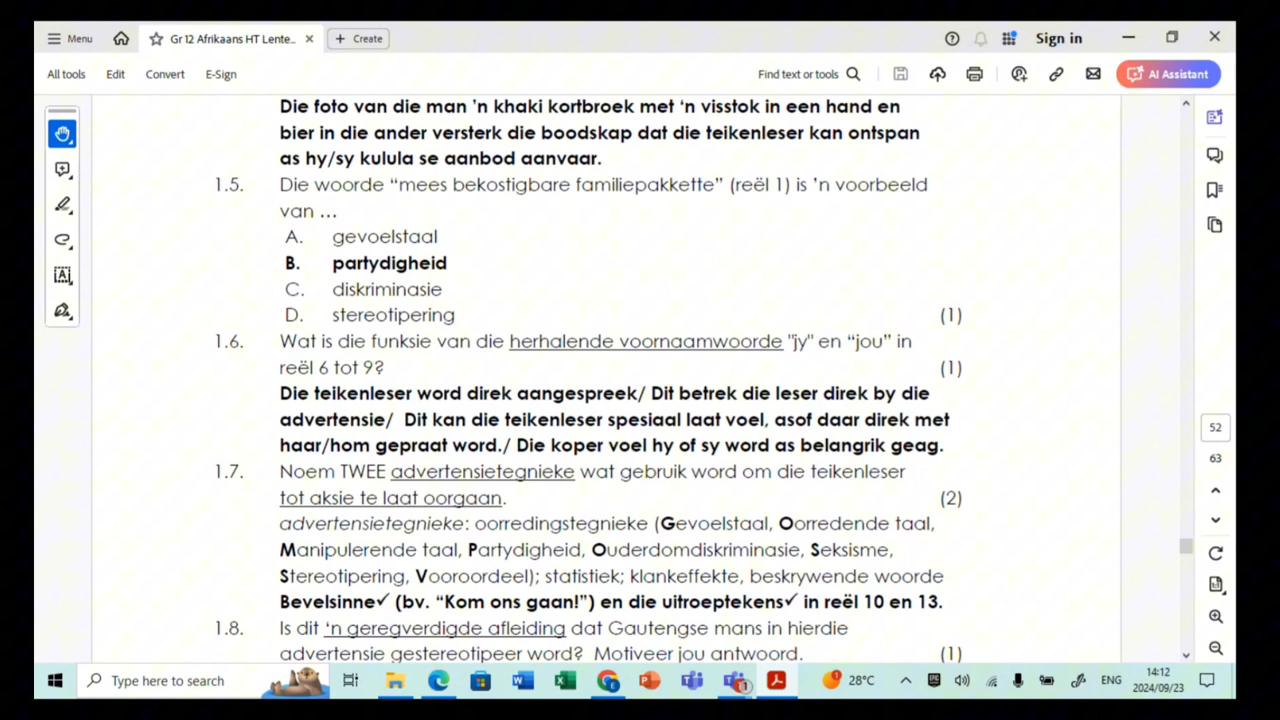 Menu
Gr 12 Afrikaans HT Lente...
Create
Sign in
All tools
Edit
Convert
E-Sign
Find text or tools
AI Assistant
Die foto van die man 'n khaki kortbroek met 'n visstok in een hand en
bier in die ander versterk die boodskap dat die teikenleser kan ontspan
as hy/sy kulula se aanbod aanvaar.
1.5. Die woorde "mees bekostigbare familiepakkette" (reël 1) is 'n voorbeeld
van …
A. gevoelstaal
B. partydigheid
C. diskriminasie
D. stereotipering (1)
1.6. Wat is die funksie van die herhalende voornaamwoorde "jy" en "jou" in
reël 6 tot 9? (1)
Die teikenleser word direk aangespreek/ Dit betrek die leser direk by die
advertensie/ Dit kan die teikenleser spesiaal laat voel, asof daar direk met
haar/hom gepraat word./ Die koper voel hy of sy word as belangrik geag.
1.7. Noem TWEE advertensietegnieke wat gebruik word om die teikenleser
tot aksie te laat oorgaan. (2)
advertensietegnieke: oorredingstegnieke (Gevoelstaal, Oorredende taal,
Manipulerende taal, Partydigheid, Ouderdomdiskriminasie, Seksisme,
Stereotipering, Vooroordeel); statistiek; klankeffekte, beskrywende woorde
Bevelsinne✓ (bv. "Kom ons gaan!") en die uitroeptekens✓ in reël 10 en 13.
1.8. Is dit 'n geregverdigde afleiding dat Gautengse mans in hierdie
advertensie gestereotipeer word? Motiveer jou antwoord. (1)
52
63
Type here to search
28°C
ENG
14:12
2024/09/23